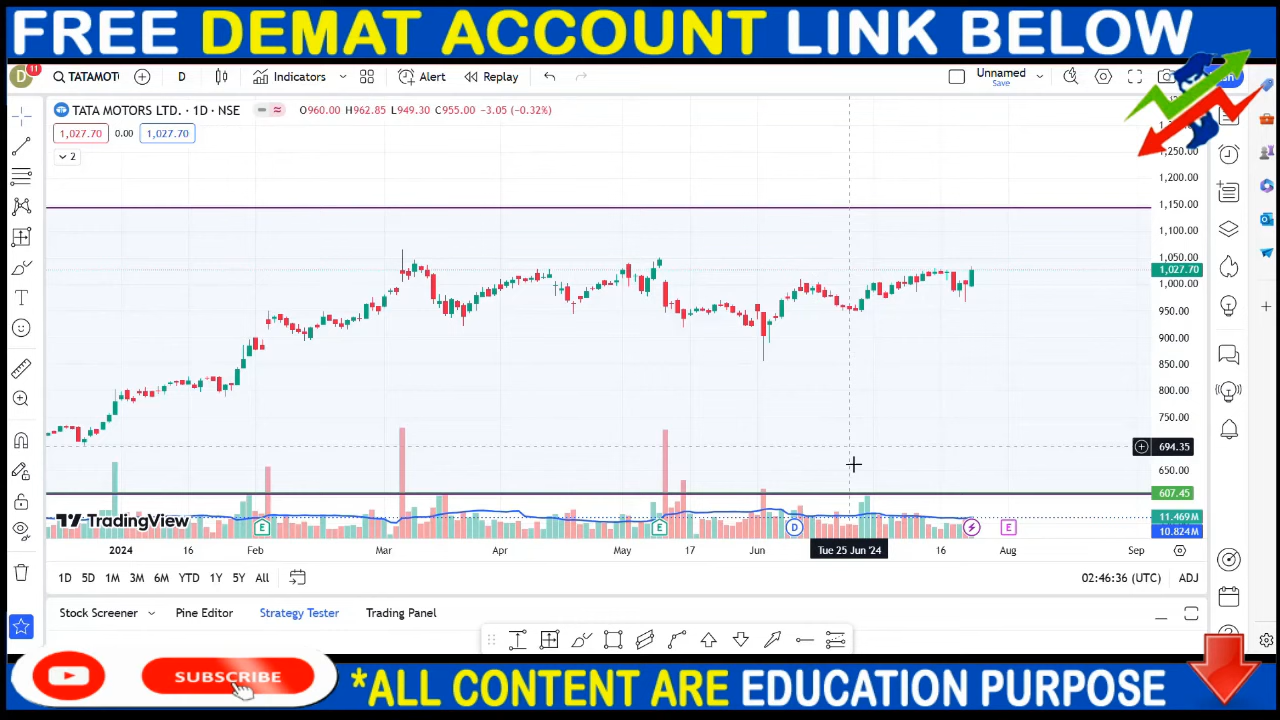 FREE DEMAT ACCOUNT LINK BELOW
D 11 TATAMOT D Indicators Alert Replay Unnamed
Save
TATA MOTORS LTD. · 1D · NSE O960.00 H962.85 L949.30 C955.00 −3.05 (−0.32%)
1,027.70 0.00 1,027.70
2
1,250.00
1,200.00
1,150.00
1,100.00
1,050.00
1,027.70
1,000.00
950.00
900.00
850.00
800.00
750.00
694.35
650.00
607.45
11.469M
10.824M
TradingView
E E D E
2024 16 Feb Mar Apr May 17 Jun Tue 25 Jun '24 16 Aug Sep
1D 5D 1M 3M 6M YTD 1Y 5Y All 02:46:36 (UTC) ADJ
Stock Screener Pine Editor Strategy Tester Trading Panel
SUBSCRIBE
*ALL CONTENT ARE EDUCATION PURPOSE